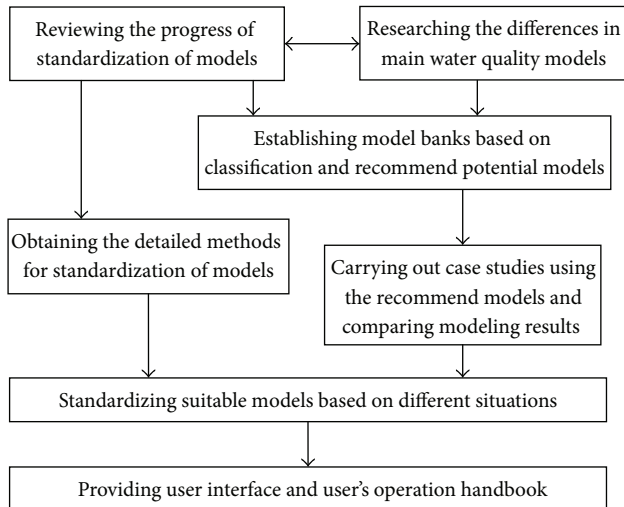 Reviewing the progress of
standardization of models
Researching the differences in
main water quality models
Establishing model banks based on
classification and recommend potential models
Obtaining the detailed methods
for standardization of models
Carrying out case studies using
the recommend models and
comparing modeling results
Standardizing suitable models based on different situations
Providing user interface and user's operation handbook